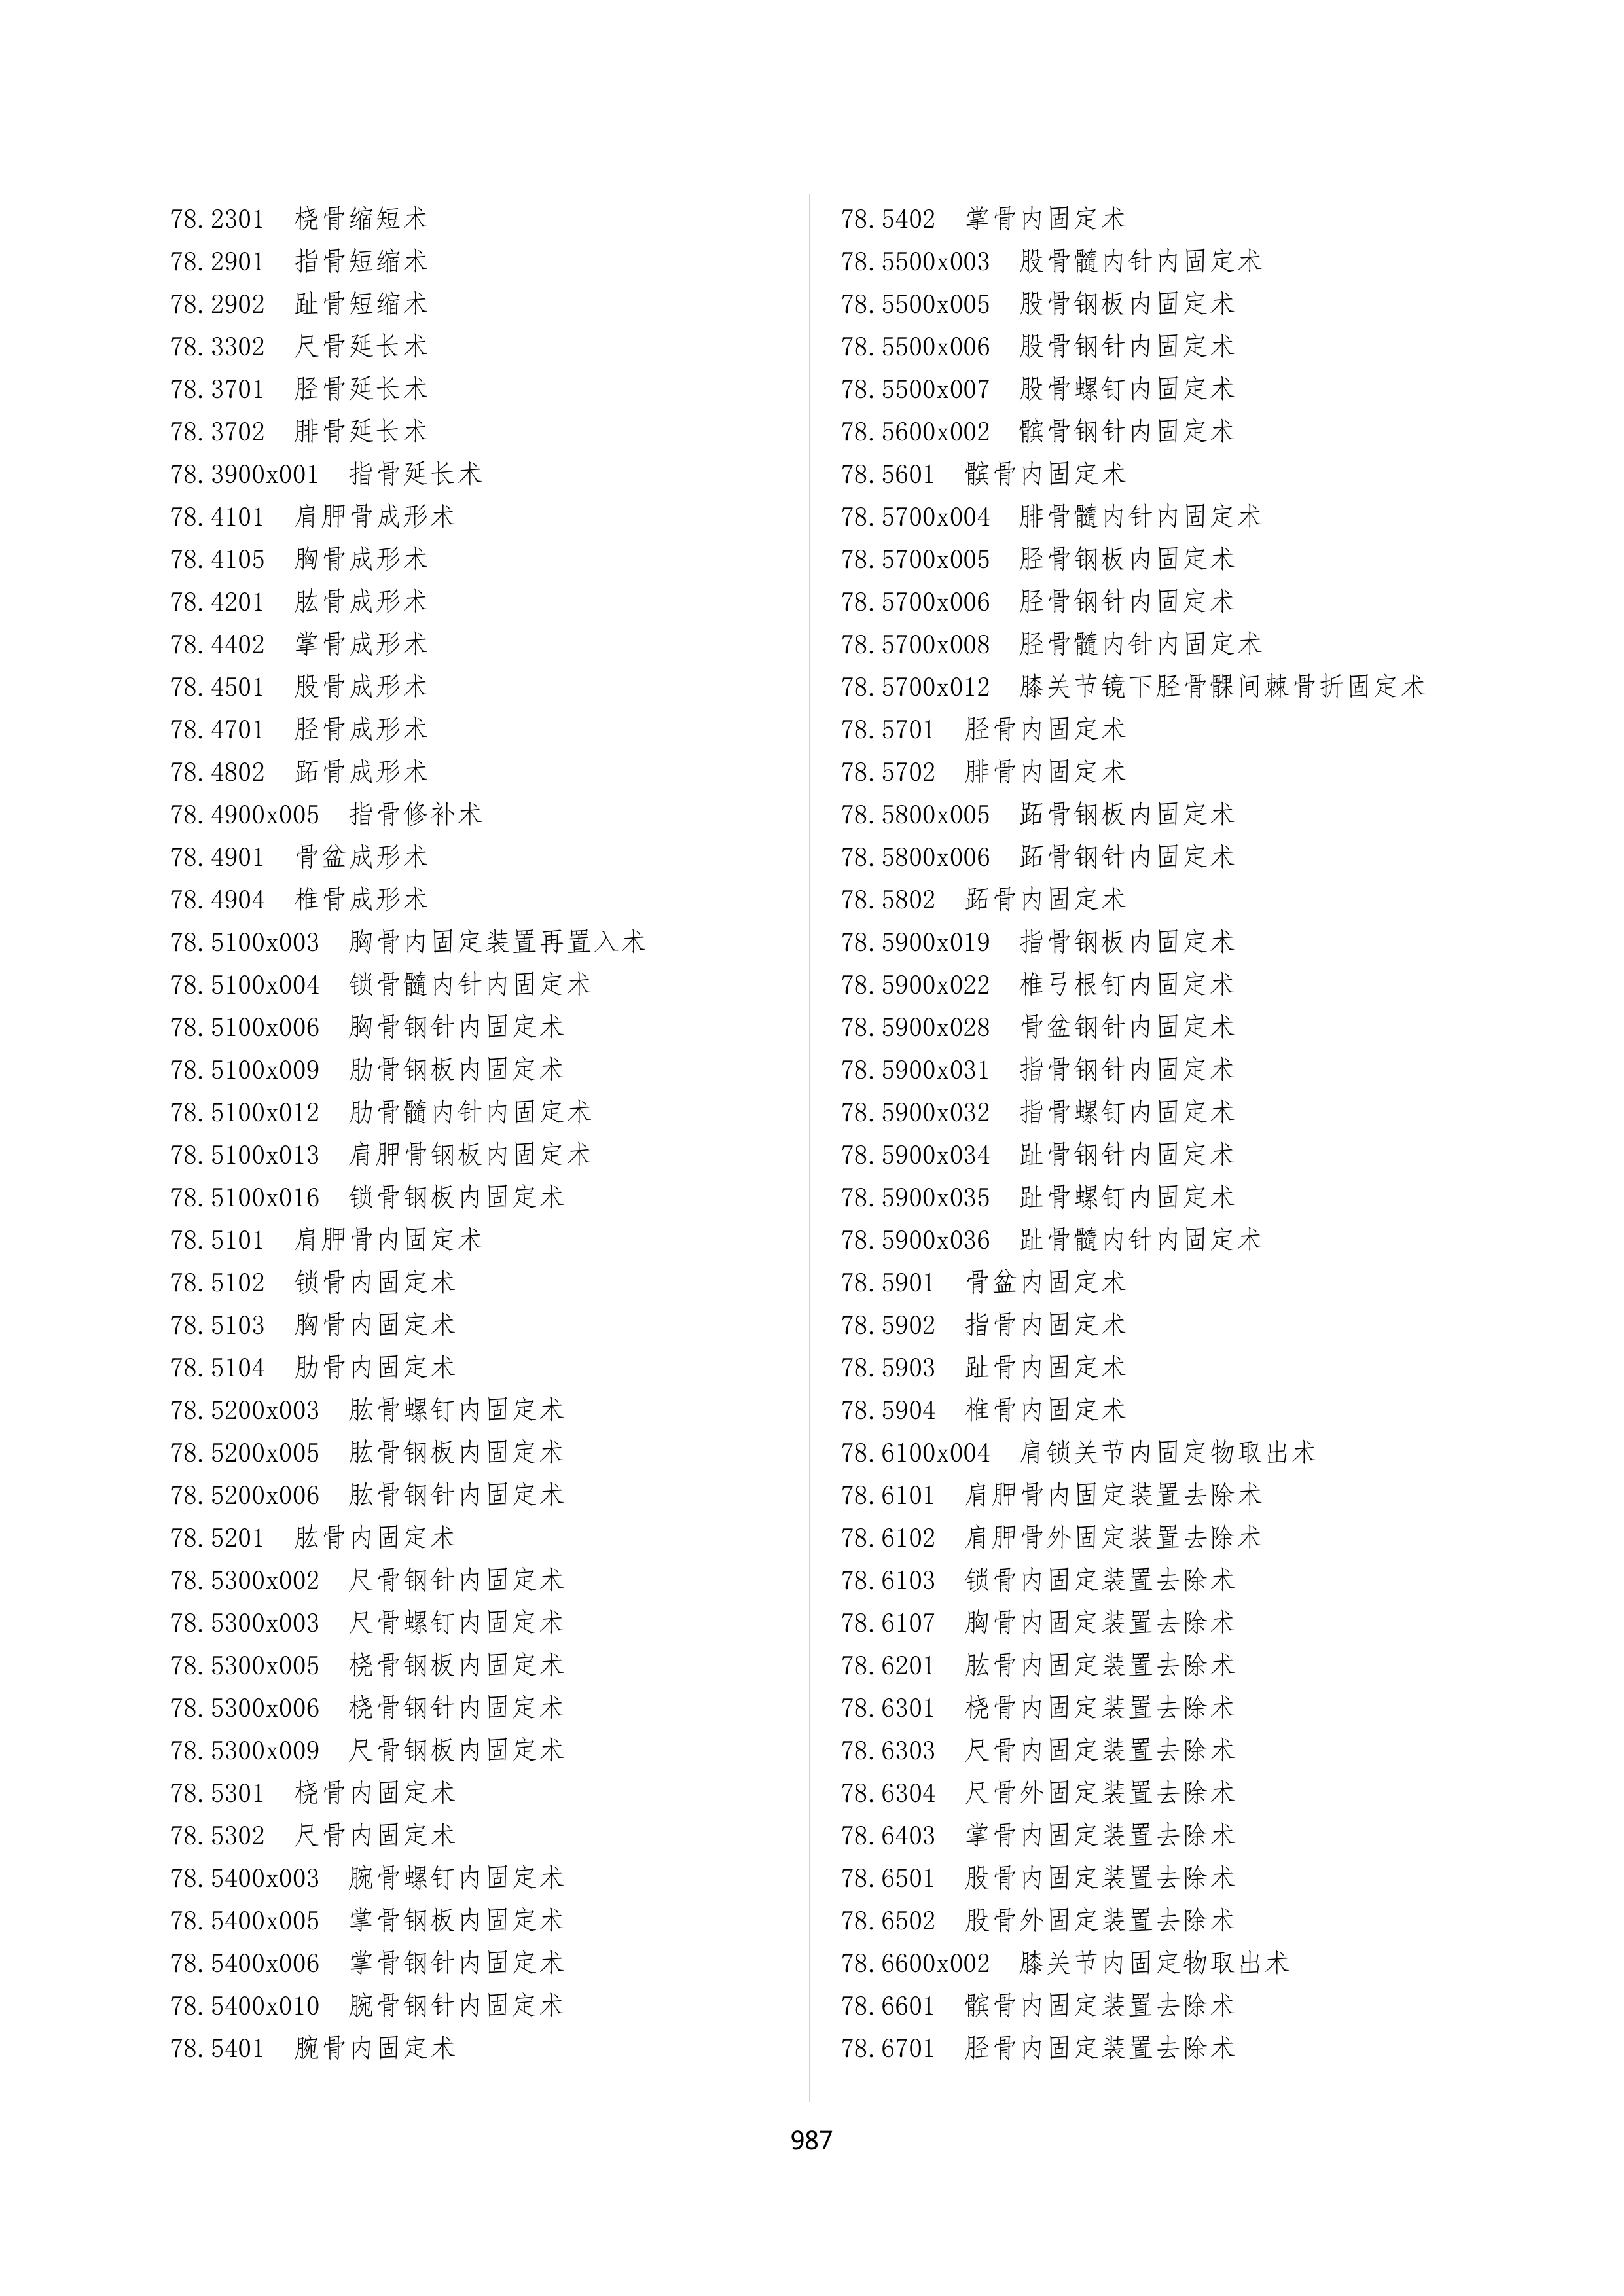 78.2301 桡骨缩短术
78.2901 指骨短缩术
78.2902 趾骨短缩术
78.3302 尺骨延长术
78.3701 胫骨延长术
78.3702 腓骨延长术
78.3900x001 指骨延长术
78.4101 肩胛骨成形术
78.4105 胸骨成形术
78.4201 肱骨成形术
78.4402 掌骨成形术
78.4501 股骨成形术
78.4701 胫骨成形术
78.4802 跖骨成形术
78.4900x005 指骨修补术
78.4901 骨盆成形术
78.4904 椎骨成形术
78.5100x003 胸骨内固定装置再置入术
78.5100x004 锁骨髓内针内固定术
78.5100x006 胸骨钢针内固定术
78.5100x009 肋骨钢板内固定术
78.5100x012 肋骨髓内针内固定术
78.5100x013 肩胛骨钢板内固定术
78.5100x016 锁骨钢板内固定术
78.5101 肩胛骨内固定术
78.5102 锁骨内固定术
78.5103 胸骨内固定术
78.5104 肋骨内固定术
78.5200x003 肱骨螺钉内固定术
78.5200x005 肱骨钢板内固定术
78.5200x006 肱骨钢针内固定术
78.5201 肱骨内固定术
78.5300x002 尺骨钢针内固定术
78.5300x003 尺骨螺钉内固定术
78.5300x005 桡骨钢板内固定术
78.5300x006 桡骨钢针内固定术
78.5300x009 尺骨钢板内固定术
78.5301 桡骨内固定术
78.5302 尺骨内固定术
78.5400x003 腕骨螺钉内固定术
78.5400x005 掌骨钢板内固定术
78.5400x006 掌骨钢针内固定术
78.5400x010 腕骨钢针内固定术
78.5401 腕骨内固定术
78.5402 掌骨内固定术
78.5500x003 股骨髓内针内固定术
78.5500x005 股骨钢板内固定术
78.5500x006 股骨钢针内固定术
78.5500x007 股骨螺钉内固定术
78.5600x002 髌骨钢针内固定术
78.5601 髌骨内固定术
78.5700x004 腓骨髓内针内固定术
78.5700x005 胫骨钢板内固定术
78.5700x006 胫骨钢针内固定术
78.5700x008 胫骨髓内针内固定术
78.5700x012 膝关节镜下胫骨髁间棘骨折固定术
78.5701 胫骨内固定术
78.5702 腓骨内固定术
78.5800x005 跖骨钢板内固定术
78.5800x006 跖骨钢针内固定术
78.5802 跖骨内固定术
78.5900x019 指骨钢板内固定术
78.5900x022 椎弓根钉内固定术
78.5900x028 骨盆钢针内固定术
78.5900x031 指骨钢针内固定术
78.5900x032 指骨螺钉内固定术
78.5900x034 趾骨钢针内固定术
78.5900x035 趾骨螺钉内固定术
78.5900x036 趾骨髓内针内固定术
78.5901 骨盆内固定术
78.5902 指骨内固定术
78.5903 趾骨内固定术
78.5904 椎骨内固定术
78.6100x004 肩锁关节内固定物取出术
78.6101 肩胛骨内固定装置去除术
78.6102 肩胛骨外固定装置去除术
78.6103 锁骨内固定装置去除术
78.6107 胸骨内固定装置去除术
78.6201 肱骨内固定装置去除术
78.6301 桡骨内固定装置去除术
78.6303 尺骨内固定装置去除术
78.6304 尺骨外固定装置去除术
78.6403 掌骨内固定装置去除术
78.6501 股骨内固定装置去除术
78.6502 股骨外固定装置去除术
78.6600x002 膝关节内固定物取出术
78.6601 髌骨内固定装置去除术
78.6701 胫骨内固定装置去除术
987